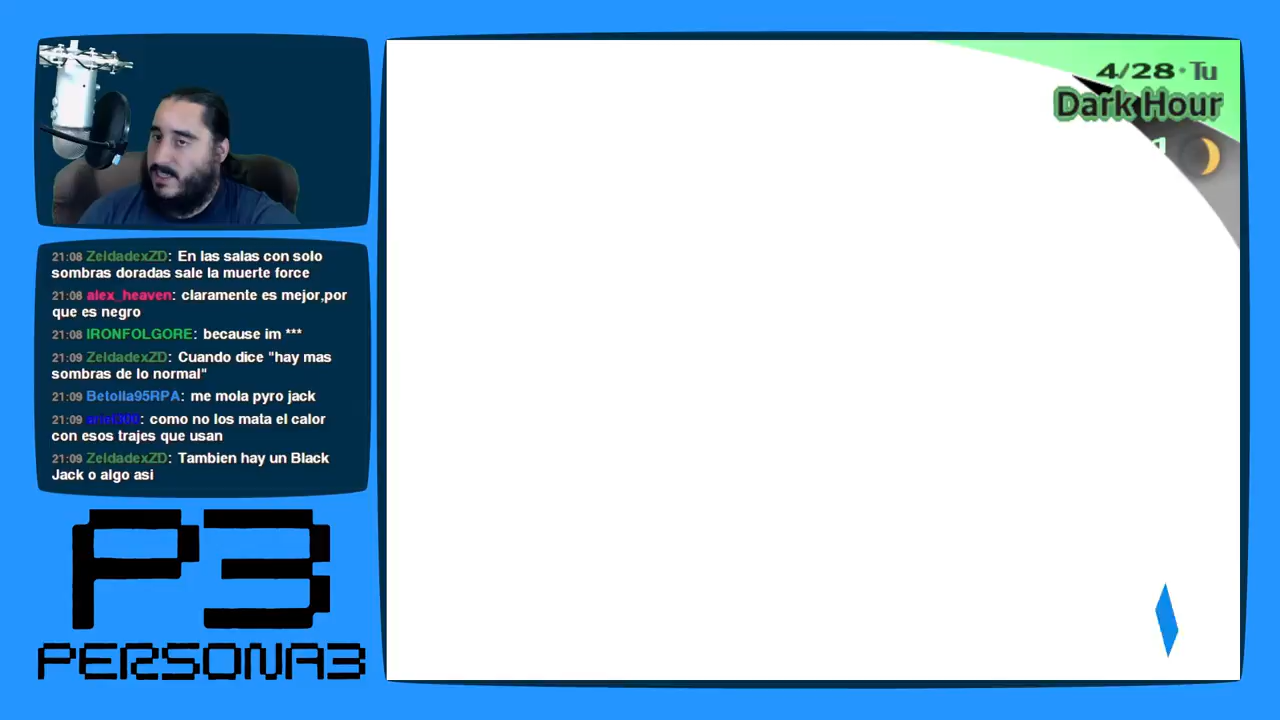 4/28·Tu
Dark Hour
21:08 ZeldadexZD: En las salas con solo
sombras doradas sale la muerte force
21:08 alex_heaven: claramente es mejor,por
que es negro
21:08 IRONFOLGORE: because im ***
21:09 ZeldadexZD: Cuando dice "hay mas
sombras de lo normal"
21:09 Betolla95RPA: me mola pyro jack
21:09 : como no los mata el calor
con esos trajes que usan
21:09 ZeldadexZD: Tambien hay un Black
Jack o algo asi
P3
PERSONA3